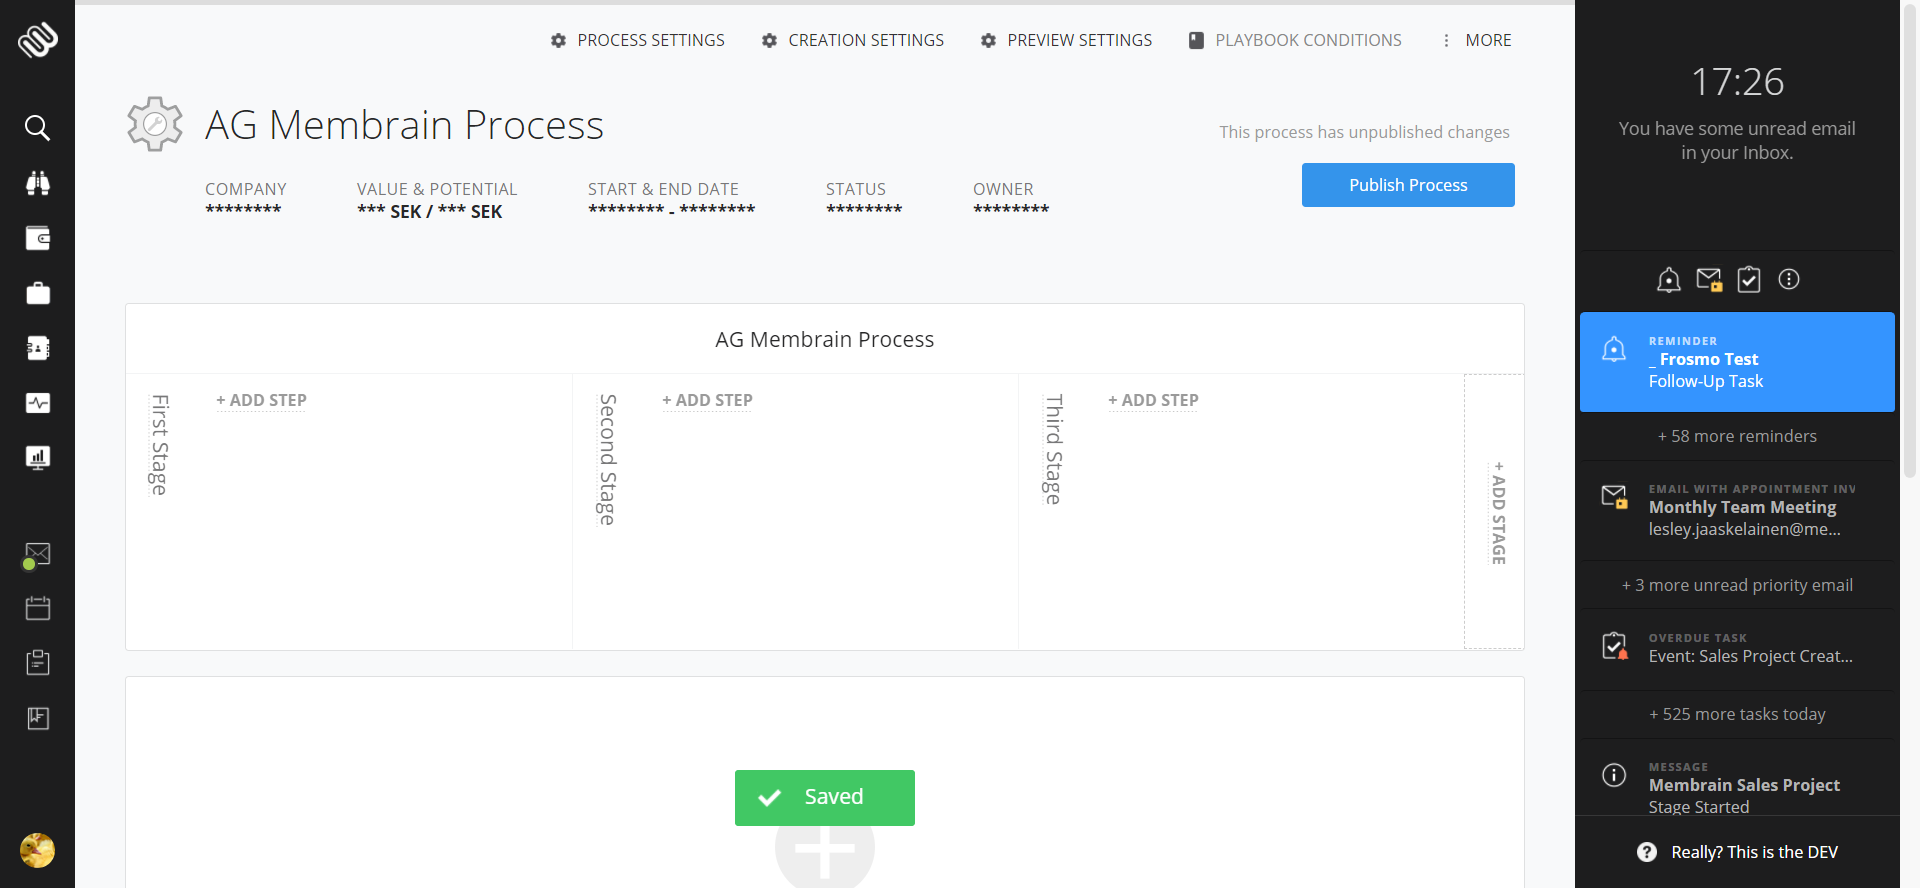 PROCESS SETTINGS
CREATION SETTINGS
PREVIEW SETTINGS
PLAYBOOK CONDITIONS
MORE
AG Membrain Process
This process has unpublished changes
Publish Process
COMPANY
********
VALUE & POTENTIAL
*** SEK / *** SEK
START & END DATE
******** - ********
STATUS
********
OWNER
********
AG Membrain Process
First Stage
+ ADD STEP
Second Stage
+ ADD STEP
Third Stage
+ ADD STEP
+ ADD STAGE
Saved
17:26
You have some unread email
in your Inbox.
REMINDER
_ Frosmo Test
Follow-Up Task
+ 58 more reminders
EMAIL WITH APPOINTMENT INV
Monthly Team Meeting
lesley.jaaskelainen@me...
+ 3 more unread priority email
OVERDUE TASK
Event: Sales Project Creat...
+ 525 more tasks today
MESSAGE
Membrain Sales Project
Stage Started
Really? This is the DEV